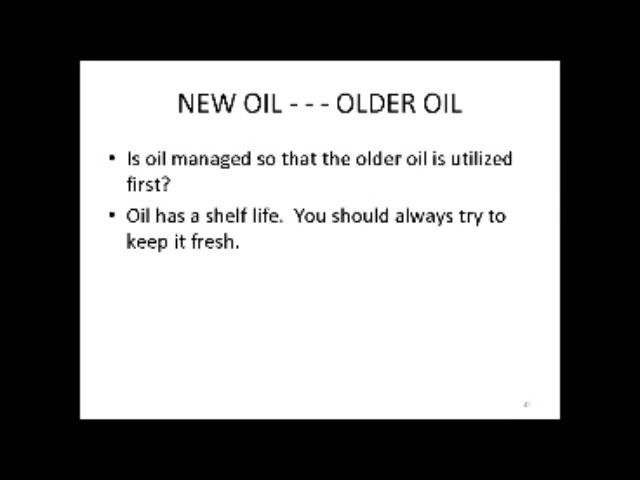 NEW OIL - - - OLDER OIL
• Is oil managed so that the older oil is utilized
first?
• Oil has a shelf life.  You should always try to
keep it fresh.